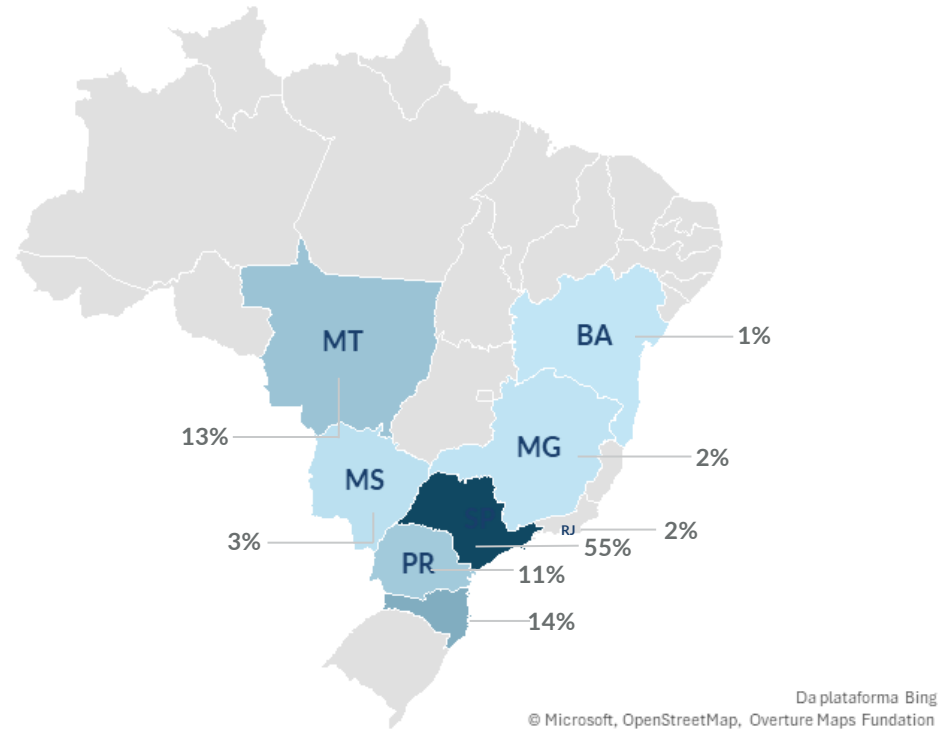 MT
BA
1%
13%
MG
2%
MS
SP
RJ
2%
3%
55%
PR
11%
14%
Da plataforma Bing
© Microsoft, OpenStreetMap, Overture Maps Fundation